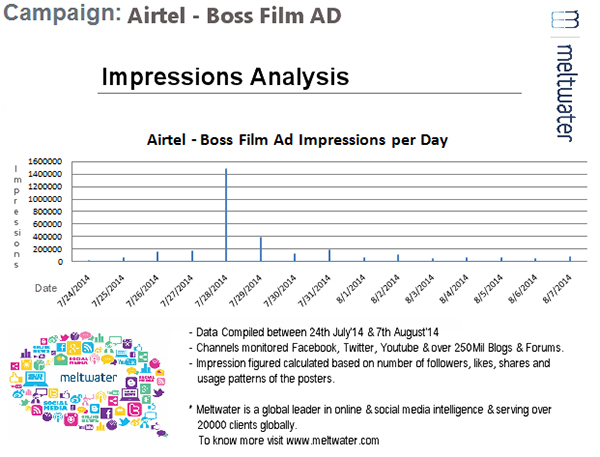 Campaign: Airtel - Boss Film AD
meltwater
Impressions Analysis
Airtel - Boss Film Ad Impressions per Day
Impressions
1600000
1400000
1200000
1000000
800000
600000
400000
200000
0
Date
7/24/2014
7/25/2014
7/26/2014
7/27/2014
7/28/2014
7/29/2014
7/30/2014
7/31/2014
8/1/2014
8/2/2014
8/3/2014
8/4/2014
8/5/2014
8/6/2014
8/7/2014
- Data Compiled between 24th July'14 & 7th August'14
- Channels monitored Facebook, Twitter, Youtube & over 250Mil Blogs & Forums.
- Impression figured calculated based on number of followers, likes, shares and
usage patterns of the posters.
* Meltwater is a global leader in online & social media intelligence & serving over
20000 clients globally.
To know more visit www.meltwater.com
meltwater
SOCIAL
MEDIA